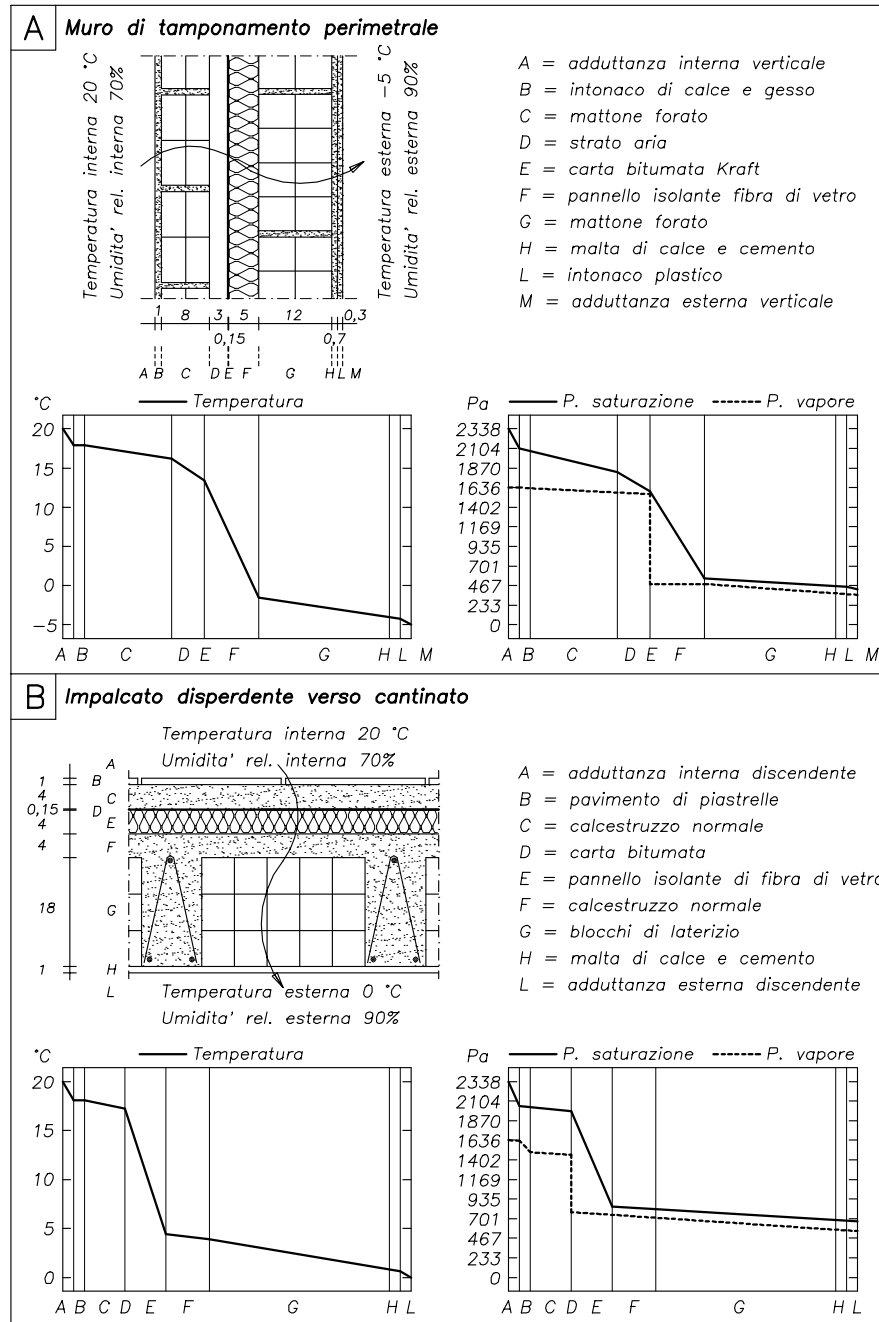 A Muro di tamponamento perimetrale
Temperatura interna 20 °C
Umidita' rel. interna 70%
Temperatura esterna -5 °C
Umidita' rel. esterna 90%
1 8 3 5 12 0,3
0,15 0,7
A B C D E F G H L M
A = adduttanza interna verticale
B = intonaco di calce e gesso
C = mattone forato
D = strato aria
E = carta bitumata Kraft
F = pannello isolante fibra di vetro
G = mattone forato
H = malta di calce e cemento
L = intonaco plastico
M = adduttanza esterna verticale
°C Temperatura
20
15
10
5
0
-5
A B C D E F G H L M
Pa P. saturazione P. vapore
2338
2104
1870
1636
1402
1169
935
701
467
233
0
A B C D E F G H L M
B Impalcato disperdente verso cantinato
Temperatura interna 20 °C
Umidita' rel. interna 70%
A
1 B
4 C
0,15 D
4 E
4 F
18 G
1 H
L Temperatura esterna 0 °C
Umidita' rel. esterna 90%
A = adduttanza interna discendente
B = pavimento di piastrelle
C = calcestruzzo normale
D = carta bitumata
E = pannello isolante di fibra di vetro
F = calcestruzzo normale
G = blocchi di laterizio
H = malta di calce e cemento
L = adduttanza esterna discendente
°C Temperatura
20
15
10
5
0
A B C D E F G H L
Pa P. saturazione P. vapore
2338
2104
1870
1636
1402
1169
935
701
467
233
0
A B C D E F G H L